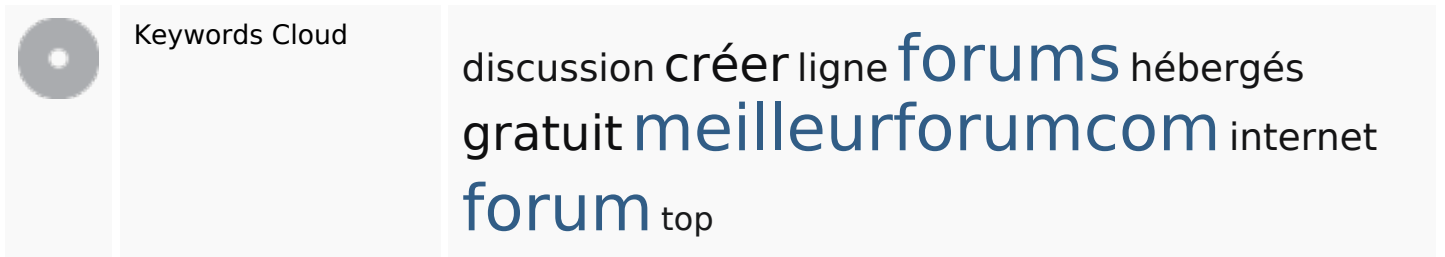 Keywords Cloud
discussion créer ligne forums hébergés
gratuit meilleurforumcom internet
forum top